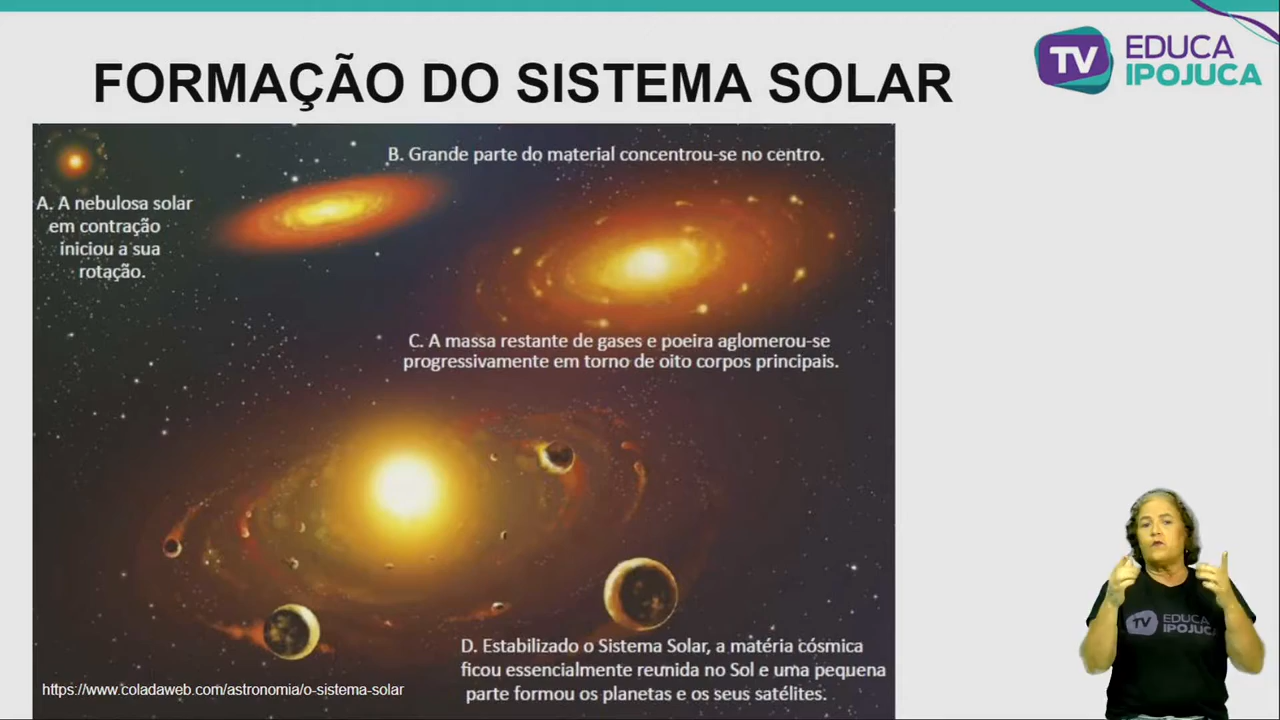 FORMAÇÃO DO SISTEMA SOLAR
TV EDUCA
IPOJUCA
B. Grande parte do material concentrou-se no centro.
A. A nebulosa solar
em contração
iniciou a sua
rotação.
C. A massa restante de gases e poeira aglomerou-se
progressivamente em torno de oito corpos principais.
D. Estabilizado o Sistema Solar, a matéria cósmica
ficou essencialmente reunida no Sol e uma pequena
parte formou os planetas e os seus satélites.
https://www.coladaweb.com/astronomia/o-sistema-solar
TV EDUCA
IPOJUCA